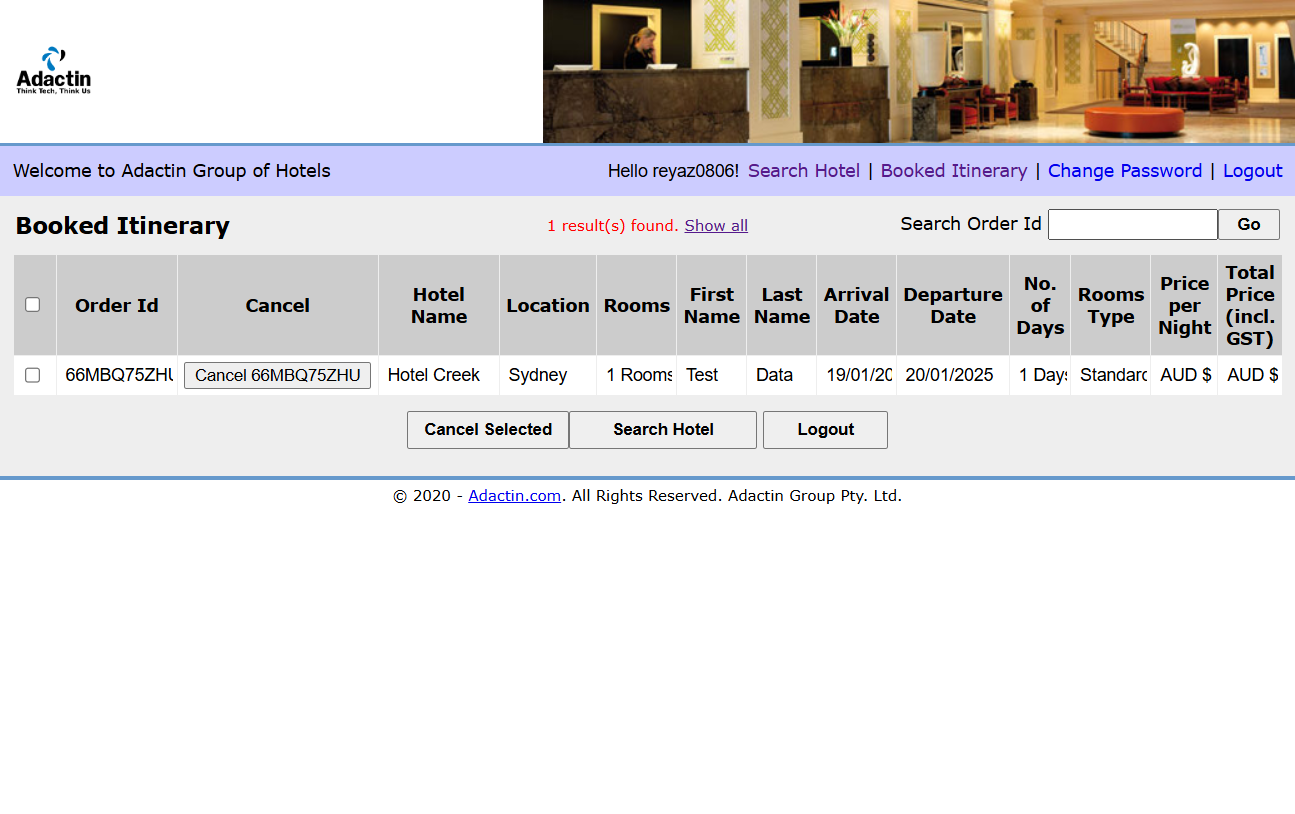 Adactin
Think Tech, Think Us
Welcome to Adactin Group of Hotels
Hello reyaz0806! Search Hotel | Booked Itinerary | Change Password | Logout
Booked Itinerary
1 result(s) found. Show all
Search Order Id
Go
Order Id
Cancel
Hotel Name
Location
Rooms
First Name
Last Name
Arrival Date
Departure Date
No. of Days
Rooms Type
Price per Night
Total Price (incl. GST)
66MBQ75ZHU
Cancel 66MBQ75ZHU
Hotel Creek
Sydney
1 Rooms
Test
Data
19/01/20
20/01/2025
1 Days
Standard
AUD $
AUD $
Cancel Selected
Search Hotel
Logout
© 2020 - Adactin.com. All Rights Reserved. Adactin Group Pty. Ltd.